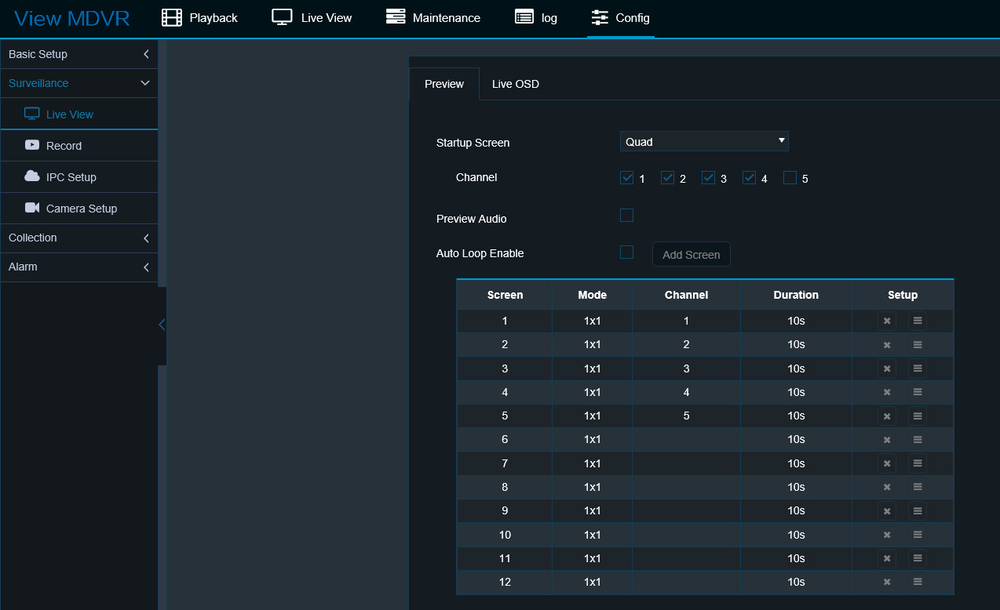 View MDVR Playback Live View Maintenance log Config
Basic Setup
Surveillance
Live View
Record
IPC Setup
Camera Setup
Collection
Alarm
Preview Live OSD
Startup Screen Quad
Channel 1 2 3 4 5
Preview Audio
Auto Loop Enable Add Screen
Screen Mode Channel Duration Setup
1 1x1 1 10s
2 1x1 2 10s
3 1x1 3 10s
4 1x1 4 10s
5 1x1 5 10s
6 1x1 10s
7 1x1 10s
8 1x1 10s
9 1x1 10s
10 1x1 10s
11 1x1 10s
12 1x1 10s